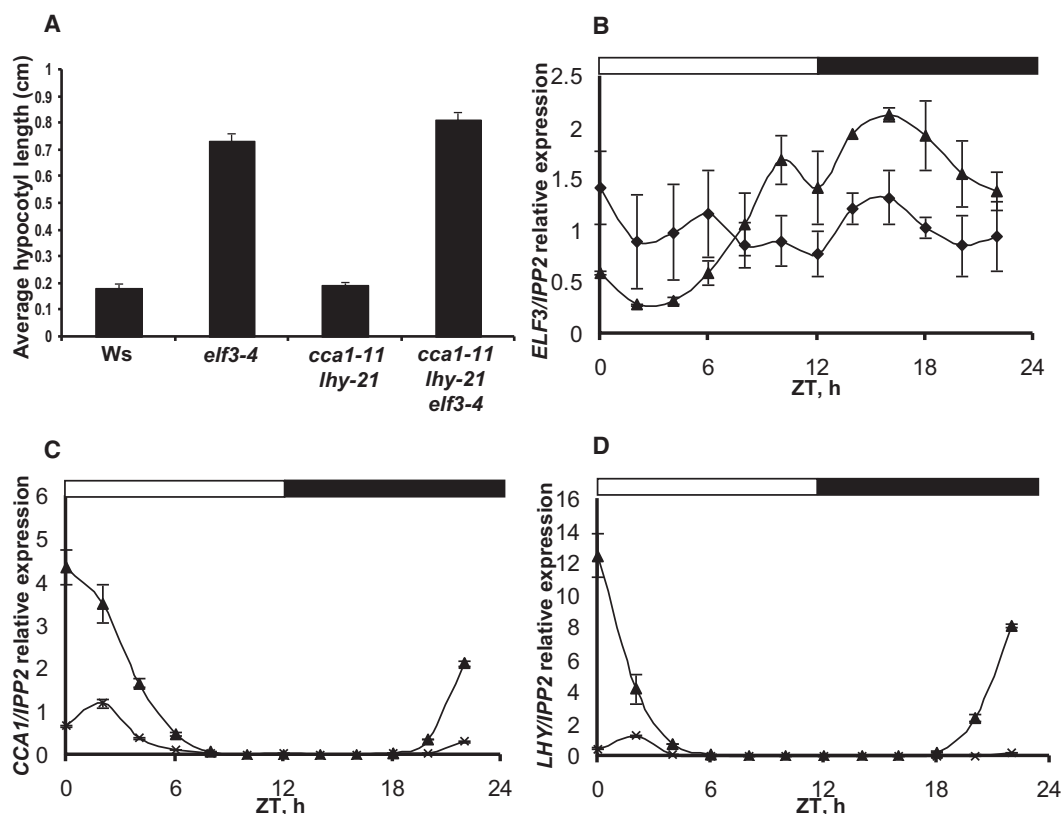 A
Average hypocotyl length (cm)
1
0.9
0.8
0.7
0.6
0.5
0.4
0.3
0.2
0.1
0
Ws
elf3-4
cca1-11
lhy-21
cca1-11
lhy-21
elf3-4
B
ELF3/IPP2 relative expression
2.5
2
1.5
1
0.5
0
0
6
12
18
24
ZT, h
C
CCA1/IPP2 relative expression
6
5
4
3
2
1
0
0
6
12
18
24
ZT, h
D
LHY/IPP2 relative expression
16
14
12
10
8
6
4
2
0
0
6
12
18
24
ZT, h